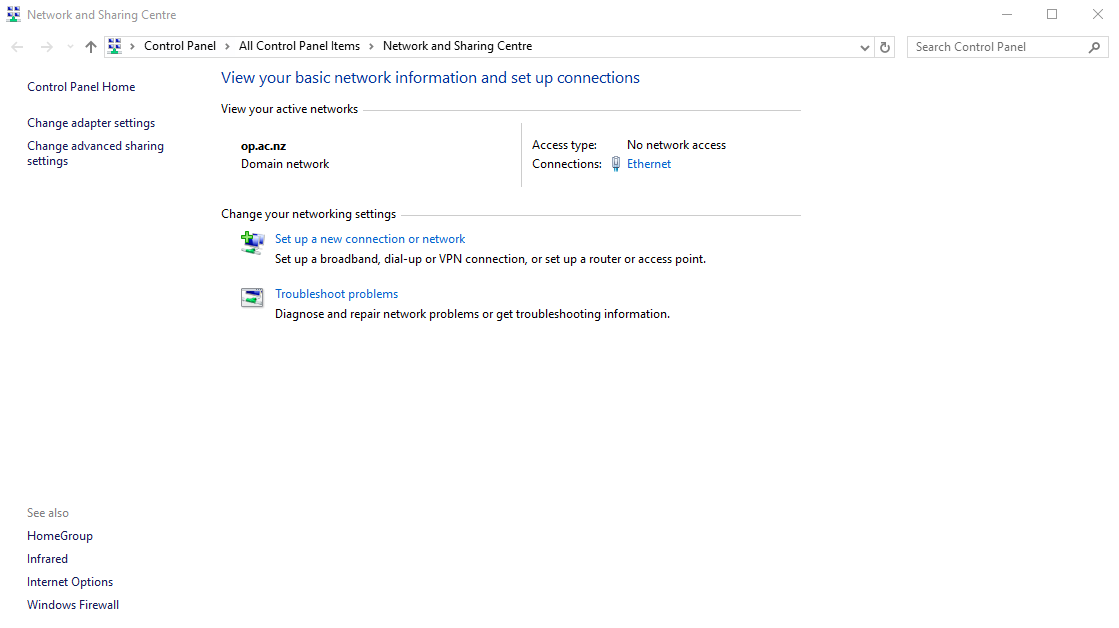 Network and Sharing Centre
Control Panel
All Control Panel Items
Network and Sharing Centre
Search Control Panel
Control Panel Home
Change adapter settings
Change advanced sharing
settings
View your basic network information and set up connections
View your active networks
op.ac.nz
Domain network
Access type: No network access
Connections: Ethernet
Change your networking settings
Set up a new connection or network
Set up a broadband, dial-up or VPN connection, or set up a router or access point.
Troubleshoot problems
Diagnose and repair network problems or get troubleshooting information.
See also
HomeGroup
Infrared
Internet Options
Windows Firewall